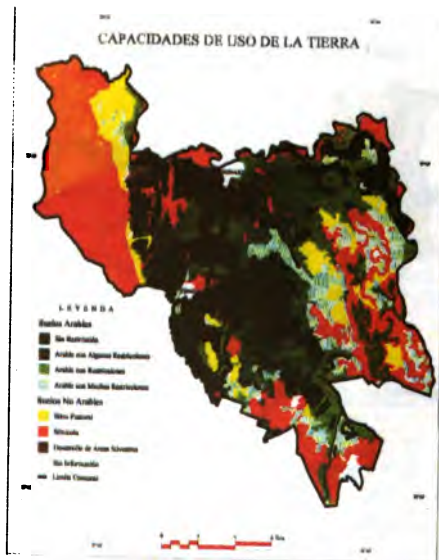 CAPACIDADES DE USO DE LA TIERRA
LEYENDA
Suelos Arables
Sin Restricción
Arable con Algunas Restricciones
Arable con Restricciones
Arable con Muchas Restricciones
Suelos No Arables
Silvo Pastoral
Silvícola
Desarrollo de Areas Silvestres
Sin Información
Límite Comunal